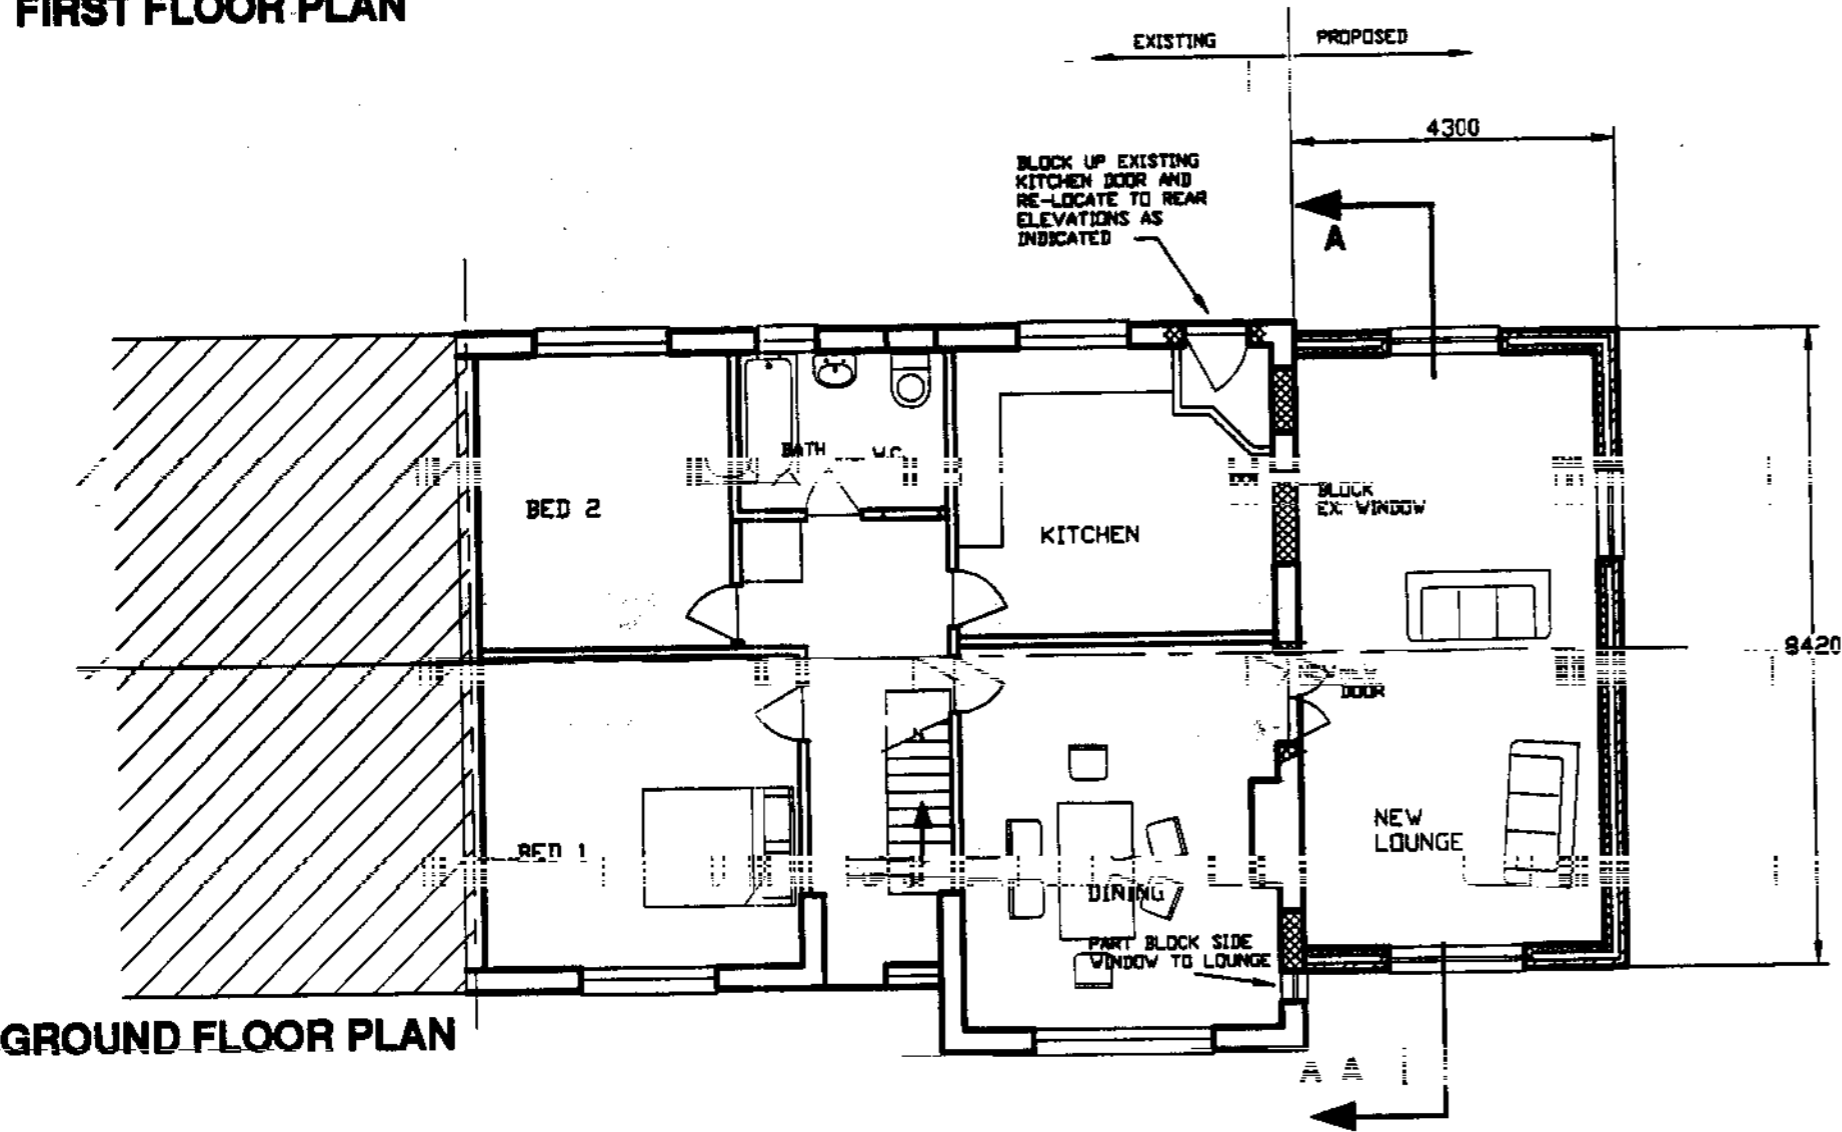 FIRST FLOOR PLAN
EXISTING
PROPOSED
4300
BLOCK UP EXISTING
KITCHEN DOOR AND
RE-LOCATE TO REAR
ELEVATIONS AS
INDICATED
A
BATH
W.C.
BED 2
KITCHEN
BLOCK
EX. WINDOW
8420
NEW
DOOR
NEW
LOUNGE
BED 1
DINING
PART BLOCK SIDE
WINDOW TO LOUNGE
GROUND FLOOR PLAN
A A